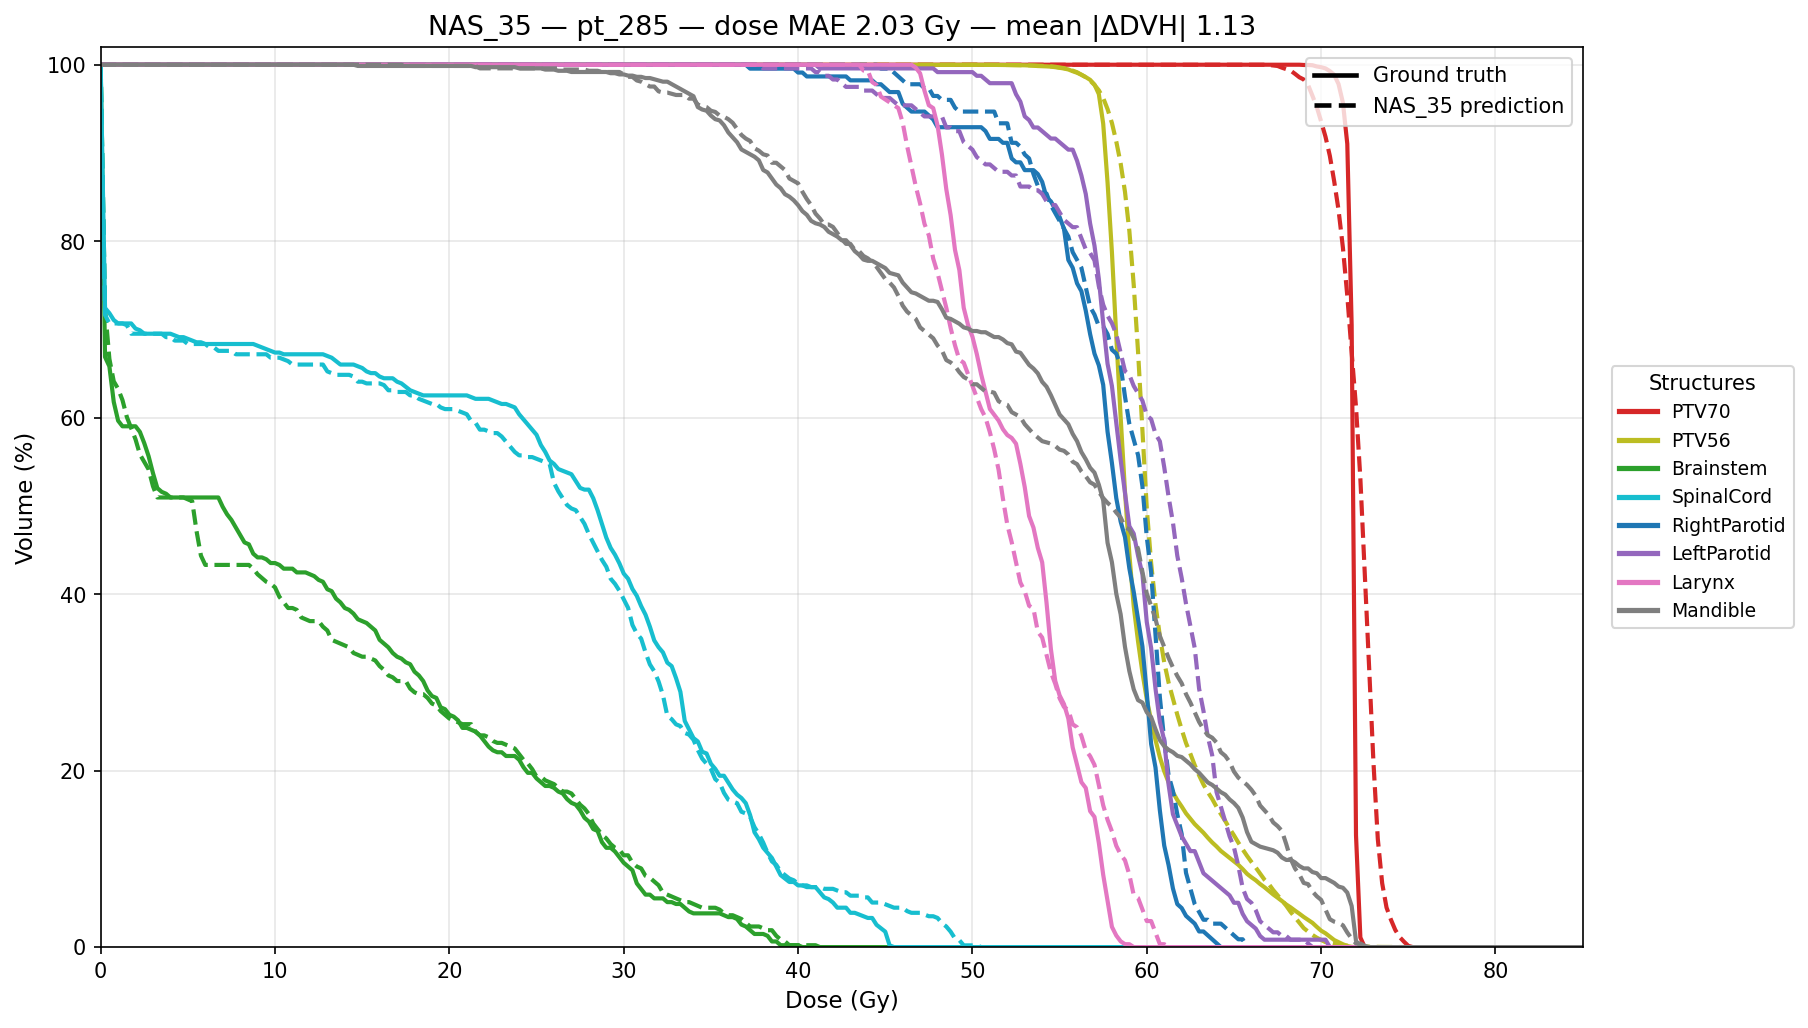 NAS_35 — pt_285 — dose MAE 2.03 Gy — mean |ΔDVH| 1.13
Ground truth
NAS_35 prediction
Volume (%)
100
80
60
40
20
0
0 10 20 30 40 50 60 70 80
Dose (Gy)
Structures
PTV70
PTV56
Brainstem
SpinalCord
RightParotid
LeftParotid
Larynx
Mandible